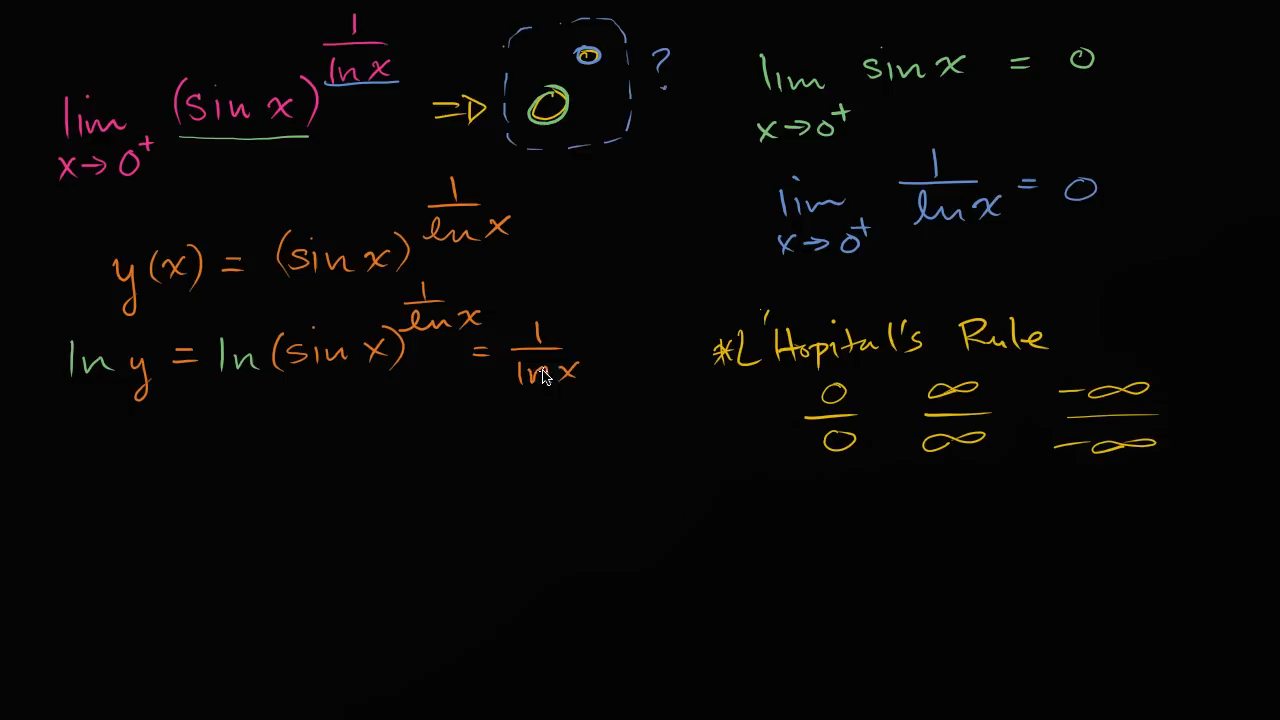 lim x→0⁺ (sin x)^(1/ln x) ⇒ 0^0 ?
y(x) = (sin x)^(1/ln x)
ln y = ln (sin x)^(1/ln x) = 1/ln x
lim x→0⁺ sin x = 0
lim x→0⁺ 1/ln x = 0
*L'Hopital's Rule
0/0 ∞/∞ -∞/-∞